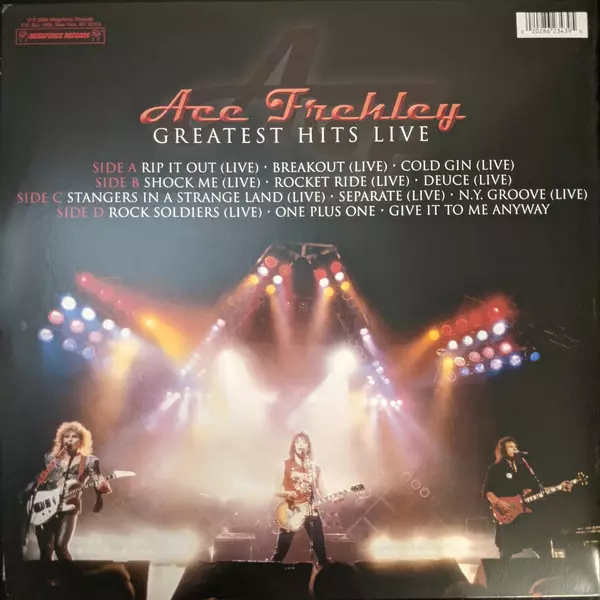 MEGAFORCE RECORDS
Ace Frehley
GREATEST HITS LIVE
SIDE A RIP IT OUT (LIVE) · BREAKOUT (LIVE) · COLD GIN (LIVE)
SIDE B SHOCK ME (LIVE) · ROCKET RIDE (LIVE) · DEUCE (LIVE)
SIDE C STANGERS IN A STRANGE LAND (LIVE) · SEPARATE (LIVE) · N.Y. GROOVE (LIVE)
SIDE D ROCK SOLDIERS (LIVE) · ONE PLUS ONE · GIVE IT TO ME ANYWAY